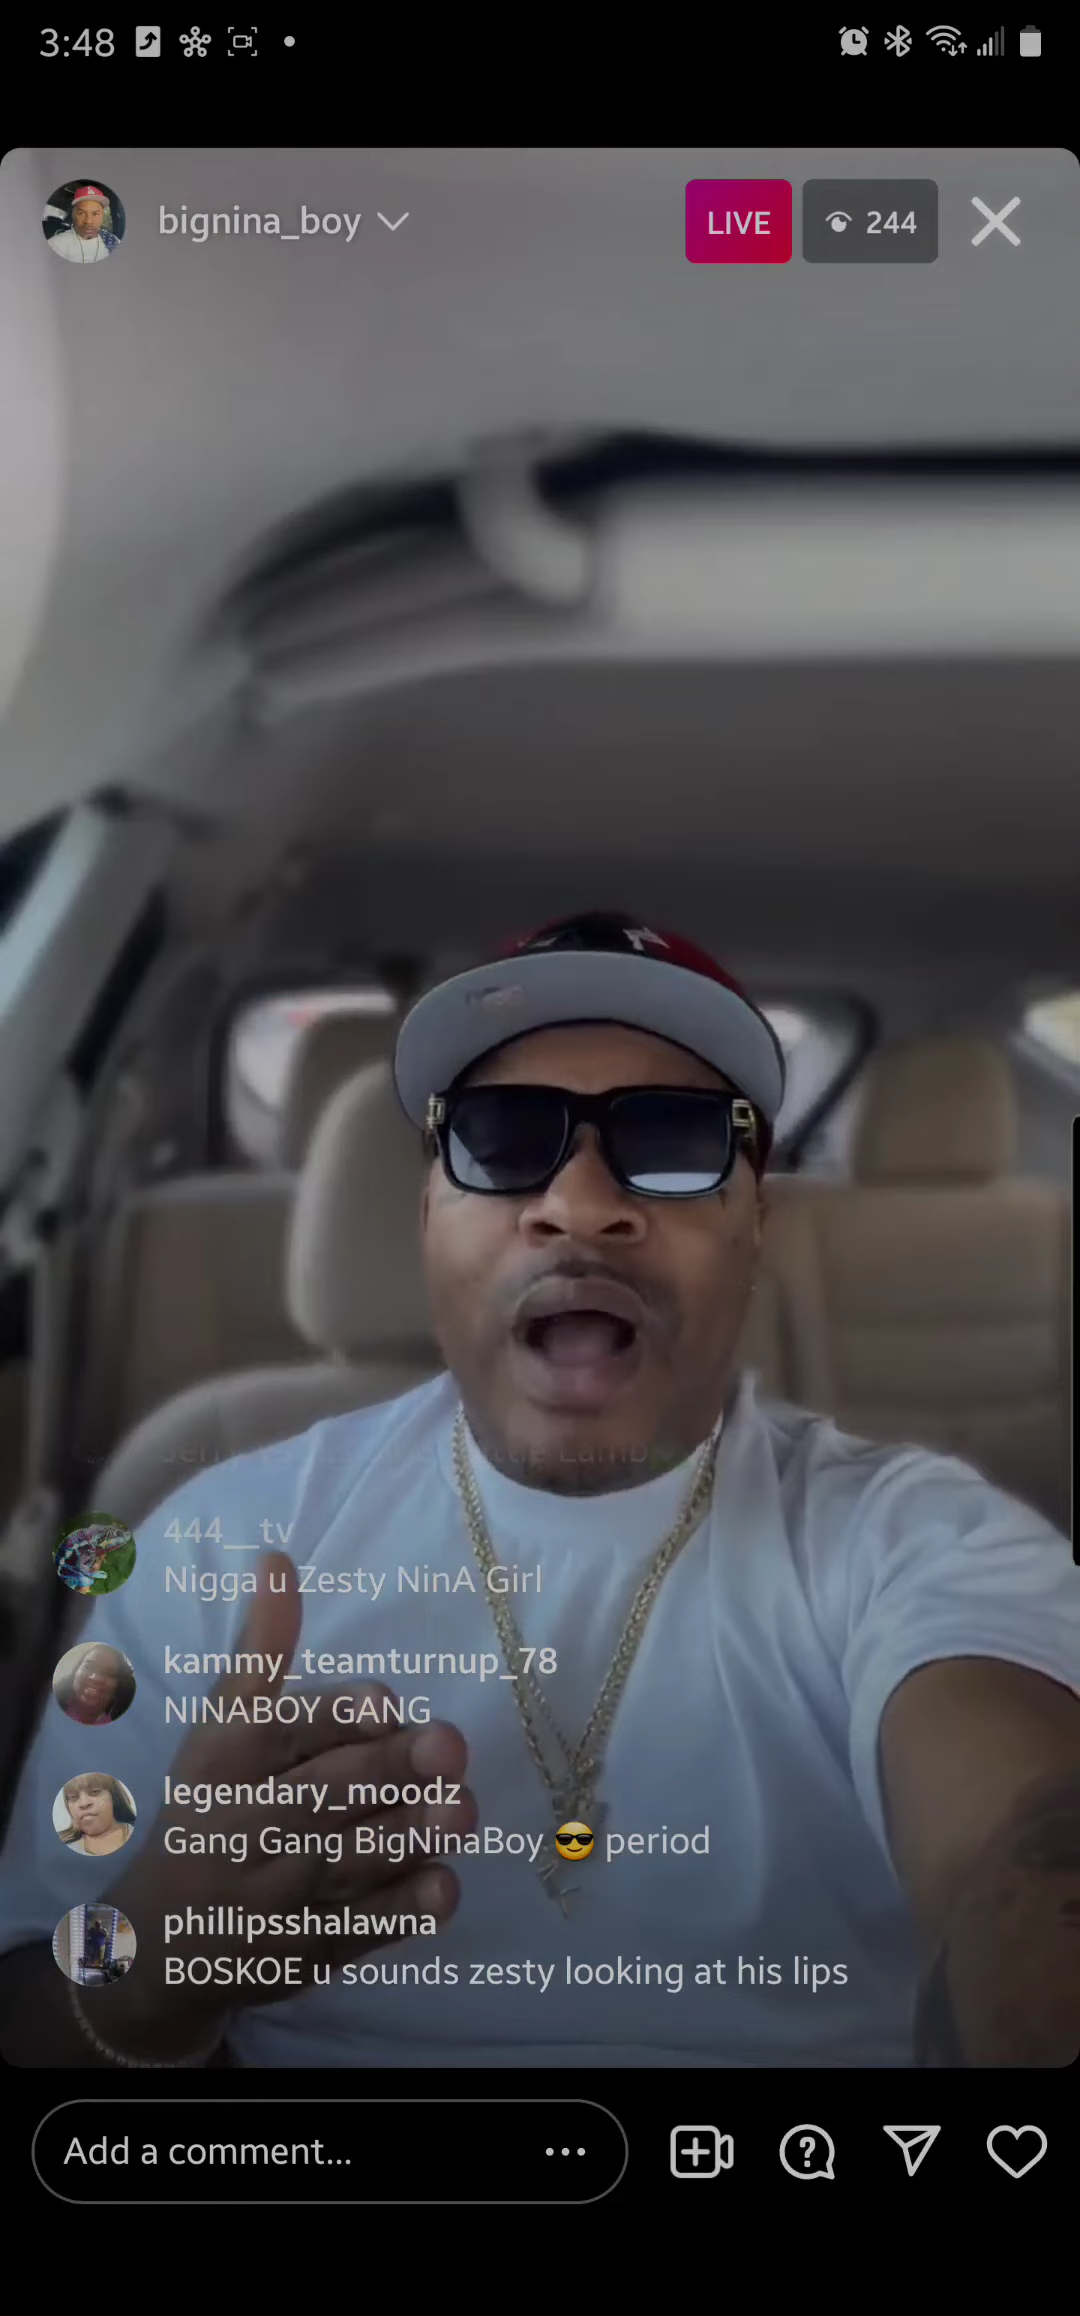 3:48
bignina_boy
LIVE
244
444__tv
Nigga u Zesty NinA Girl
kammy_teamturnup_78
NINABOY GANG
legendary_moodz
Gang Gang BigNinaBoy 😎 period
phillipsshalawna
BOSKOE u sounds zesty looking at his lips
Add a comment...